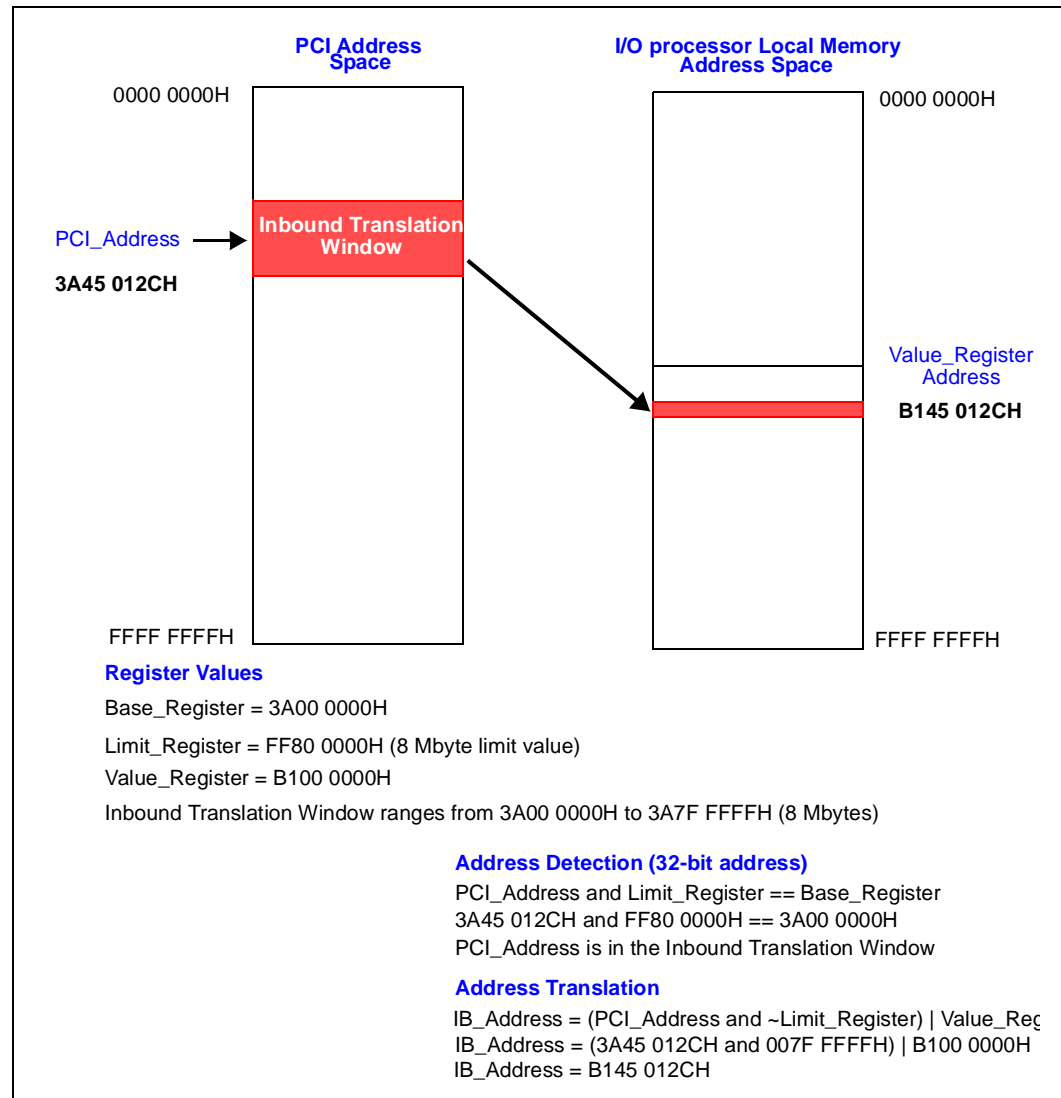 PCI Address
Space
I/O processor Local Memory
Address Space
0000 0000H
0000 0000H
Inbound Translation
Window
PCI_Address
3A45 012CH
Value_Register
Address
B145 012CH
FFFF FFFFH
FFFF FFFFH
Register Values
Base_Register = 3A00 0000H
Limit_Register = FF80 0000H (8 Mbyte limit value)
Value_Register = B100 0000H
Inbound Translation Window ranges from 3A00 0000H to 3A7F FFFFH (8 Mbytes)
Address Detection (32-bit address)
PCI_Address and Limit_Register == Base_Register
3A45 012CH and FF80 0000H == 3A00 0000H
PCI_Address is in the Inbound Translation Window
Address Translation
IB_Address = (PCI_Address and ~Limit_Register) | Value_Reg
IB_Address = (3A45 012CH and 007F FFFFH) | B100 0000H
IB_Address = B145 012CH